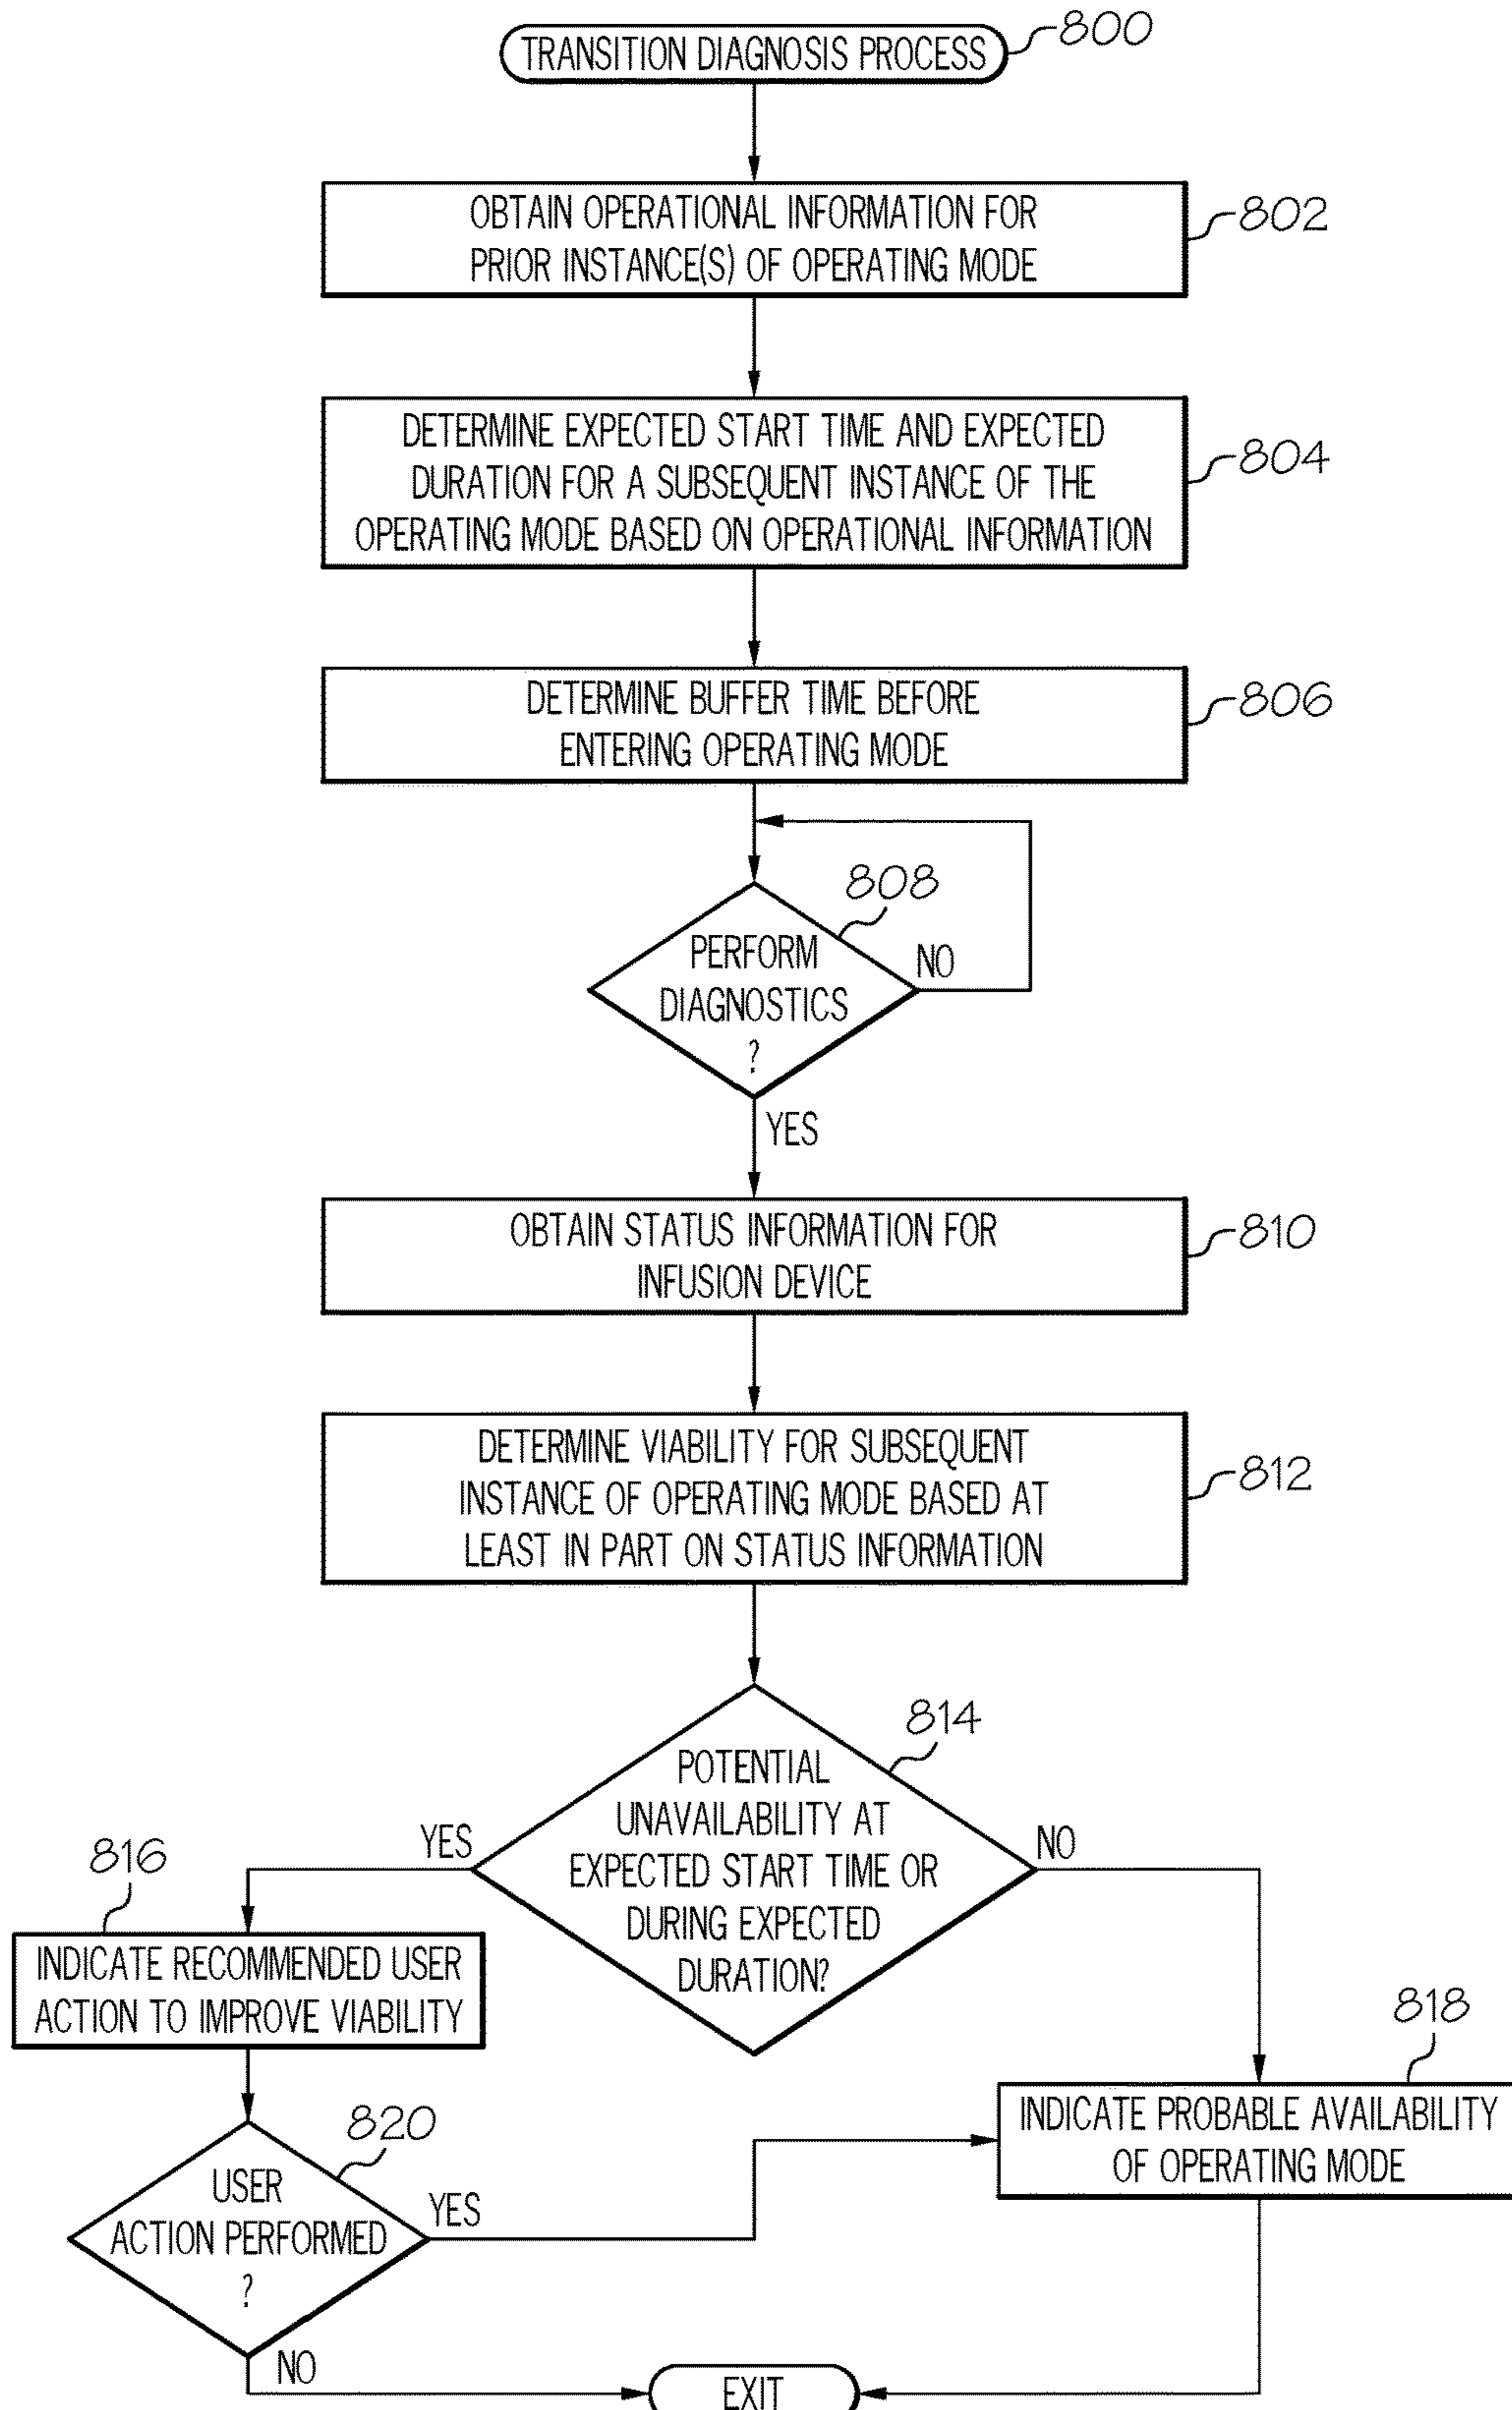 TRANSITION DIAGNOSIS PROCESS
800
OBTAIN OPERATIONAL INFORMATION FOR
PRIOR INSTANCE(S) OF OPERATING MODE
802
DETERMINE EXPECTED START TIME AND EXPECTED
DURATION FOR A SUBSEQUENT INSTANCE OF THE
OPERATING MODE BASED ON OPERATIONAL INFORMATION
804
DETERMINE BUFFER TIME BEFORE
ENTERING OPERATING MODE
806
808
PERFORM
DIAGNOSTICS
?
NO
YES
OBTAIN STATUS INFORMATION FOR
INFUSION DEVICE
810
DETERMINE VIABILITY FOR SUBSEQUENT
INSTANCE OF OPERATING MODE BASED AT
LEAST IN PART ON STATUS INFORMATION
812
814
POTENTIAL
UNAVAILABILITY AT
EXPECTED START TIME OR
DURING EXPECTED
DURATION?
YES
NO
816
INDICATE RECOMMENDED USER
ACTION TO IMPROVE VIABILITY
818
INDICATE PROBABLE AVAILABILITY
OF OPERATING MODE
820
USER
ACTION PERFORMED
?
YES
NO
EXIT